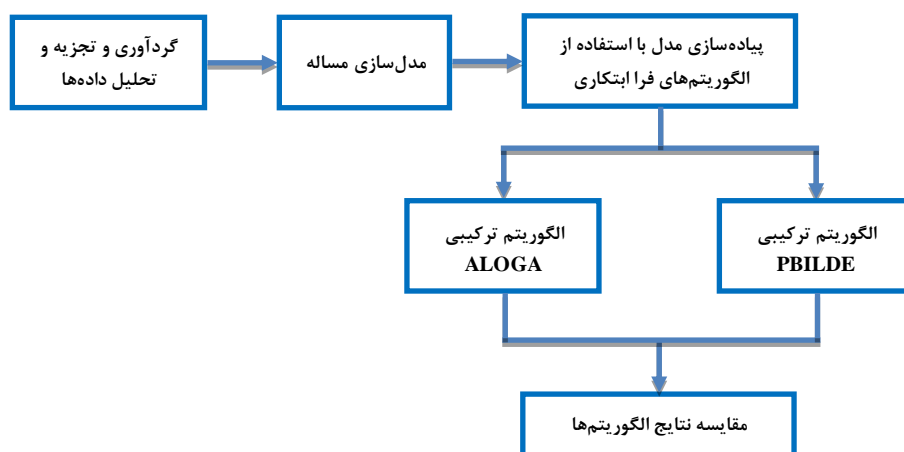 گردآوری و تجزیه و
تحلیل داده‌ها
مدل‌سازی مساله
پیاده‌سازی مدل با استفاده از
الگوریتم‌های فرا ابتکاری
الگوریتم ترکیبی
ALOGA
الگوریتم ترکیبی
PBILDE
مقایسه نتایج الگوریتم‌ها